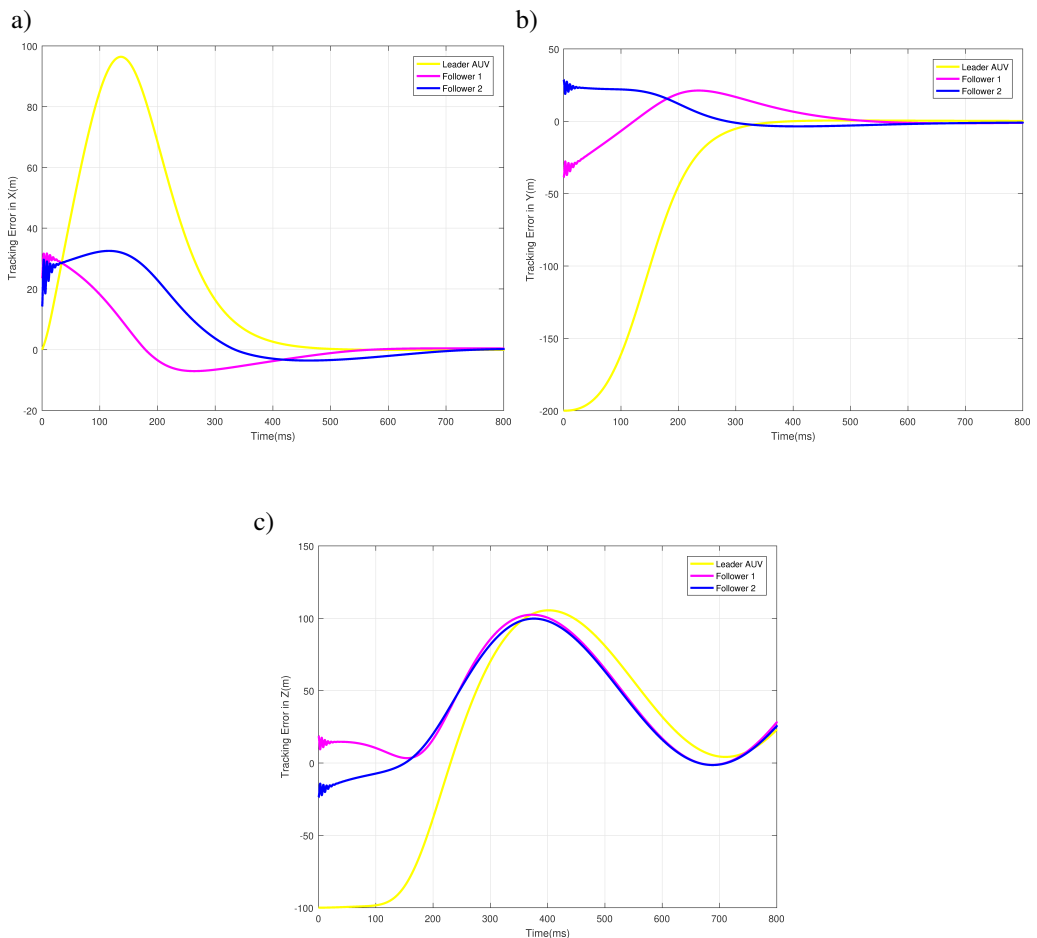 a)
100
80
60
40
20
0
-20
Tracking Error in X(m)
0 100 200 300 400 500 600 700 800
Time(ms)
Leader AUV
Follower 1
Follower 2
b)
50
0
-50
-100
-150
-200
Tracking Error in Y(m)
0 100 200 300 400 500 600 700 800
Time(ms)
Leader AUV
Follower 1
Follower 2
c)
150
100
50
0
-50
-100
Tracking Error in Z(m)
0 100 200 300 400 500 600 700 800
Time(ms)
Leader AUV
Follower 1
Follower 2